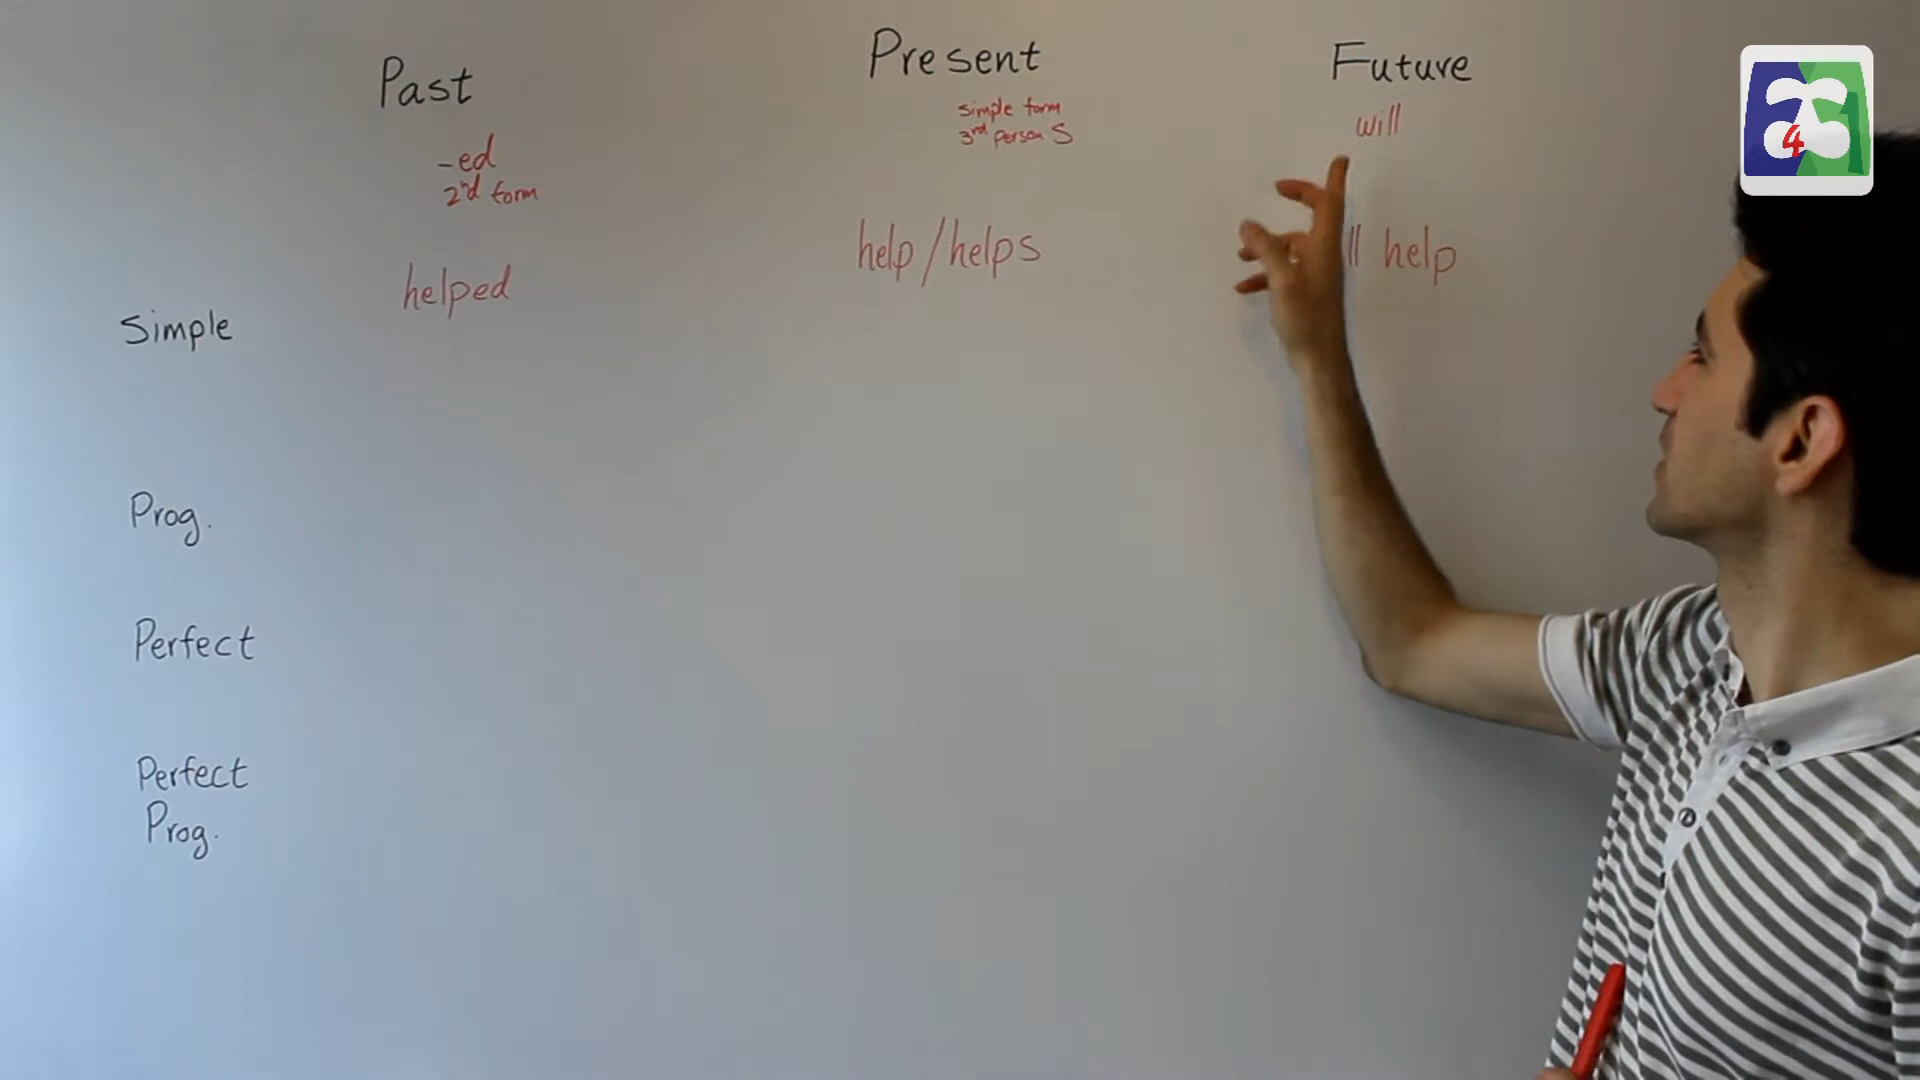 Past
Present
Future
-ed
2nd form
simple form
3rd person S
will
helped
help/helps
ll help
Simple
Prog.
Perfect
Perfect
Prog.
4